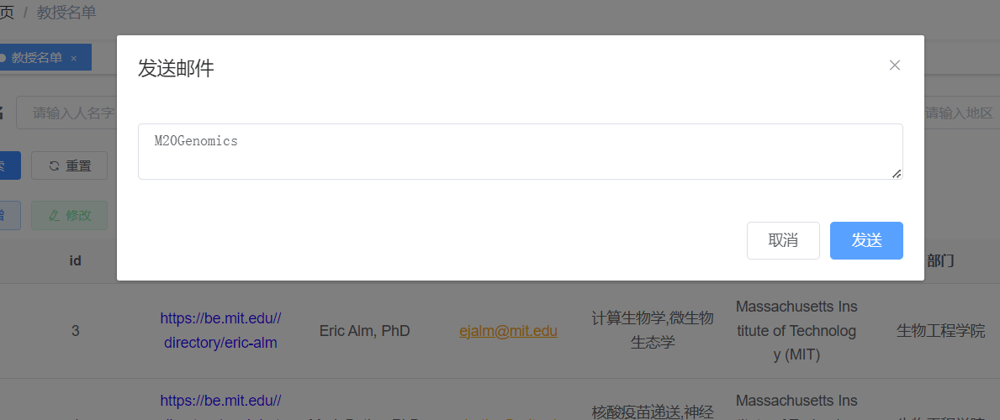 页 / 教授名单
教授名单 ×
发送邮件
请输入人名字
请输入地区
M20Genomics
重置
修改
取消
发送
id
部门
3
https://be.mit.edu//
directory/eric-alm
Eric Alm, PhD
ejalm@mit.edu
计算生物学,微生物
生态学
Massachusetts Ins
titute of Technolog
y (MIT)
生物工程学院
https://be.mit.edu//
核酸疫苗递送,神经
Massachusetts Ins